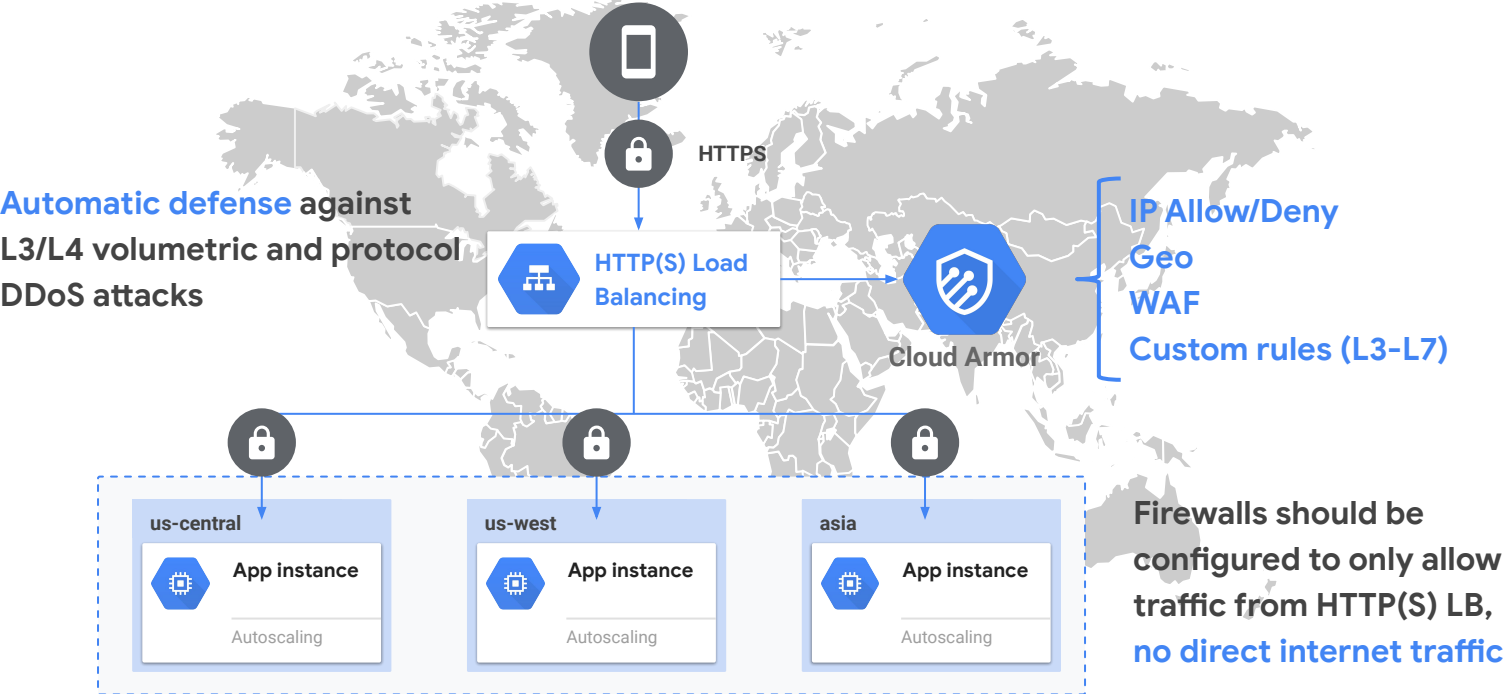 HTTPS
Automatic defense against
L3/L4 volumetric and protocol
DDoS attacks
HTTP(S) Load
Balancing
Cloud Armor
IP Allow/Deny
Geo
WAF
Custom rules (L3-L7)
us-central
App instance
Autoscaling
us-west
App instance
Autoscaling
asia
App instance
Autoscaling
Firewalls should be
configured to only allow
traffic from HTTP(S) LB,
no direct internet traffic